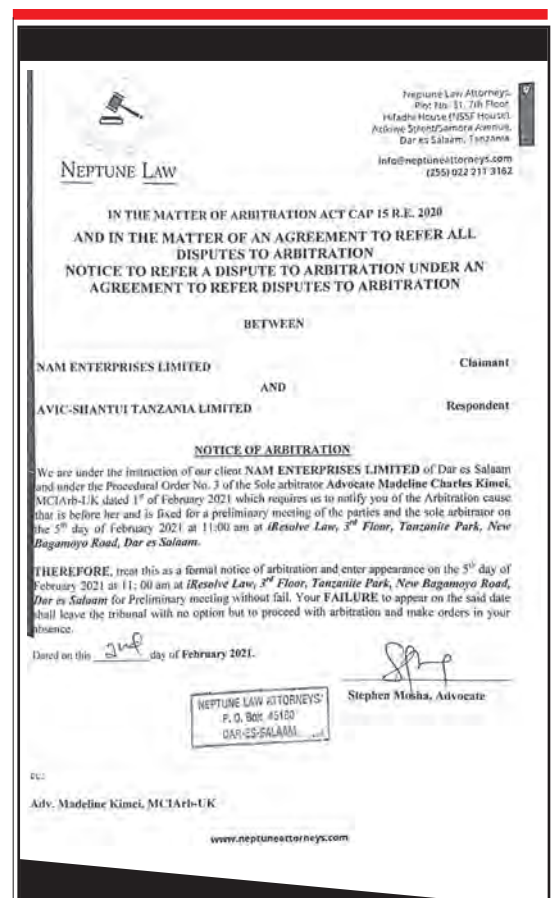 Neptune Law Attorneys,
Plot No. 51, 7th Floor,
Hifadhi House (NSSF House),
Azikiwe Street/Samora Avenue,
Dar es Salaam, Tanzania
info@neptuneattorneys.com
(255) 022 211 3162
NEPTUNE LAW
IN THE MATTER OF ARBITRATION ACT CAP 15 R.E. 2020
AND IN THE MATTER OF AN AGREEMENT TO REFER ALL
DISPUTES TO ARBITRATION
NOTICE TO REFER A DISPUTE TO ARBITRATION UNDER AN
AGREEMENT TO REFER DISPUTES TO ARBITRATION
BETWEEN
NAM ENTERPRISES LIMITED Claimant
AND
AVIC-SHANTUI TANZANIA LIMITED Respondent
NOTICE OF ARBITRATION
We are under the instruction of our client NAM ENTERPRISES LIMITED of Dar es Salaam
and under the Procedural Order No. 3 of the Sole arbitrator Advocate Madeline Charles Kimei,
MCIArb-UK dated 1st of February 2021 which requires us to notify you of the Arbitration cause
that is before her and is fixed for a preliminary meeting of the parties and the sole arbitrator on
the 5th day of February 2021 at 11:00 am at iResolve Law, 3rd Floor, Tanzanite Park, New
Bagamoyo Road, Dar es Salaam.
THEREFORE, treat this as a formal notice of arbitration and enter appearance on the 5th day of
February 2021 at 11: 00 am at iResolve Law, 3rd Floor, Tanzanite Park, New Bagamoyo Road,
Dar es Salaam for Preliminary meeting without fail. Your FAILURE to appear on the said date
shall leave the tribunal with no option but to proceed with arbitration and make orders in your
absence.
Dated on this 2nd day of February 2021.
Stephen Mosha, Advocate
NEPTUNE LAW ATTORNEYS
P. O. Box 45180
DAR-ES-SALAAM
Adv. Madeline Kimei, MCIArb-UK
www.neptuneattorneys.com